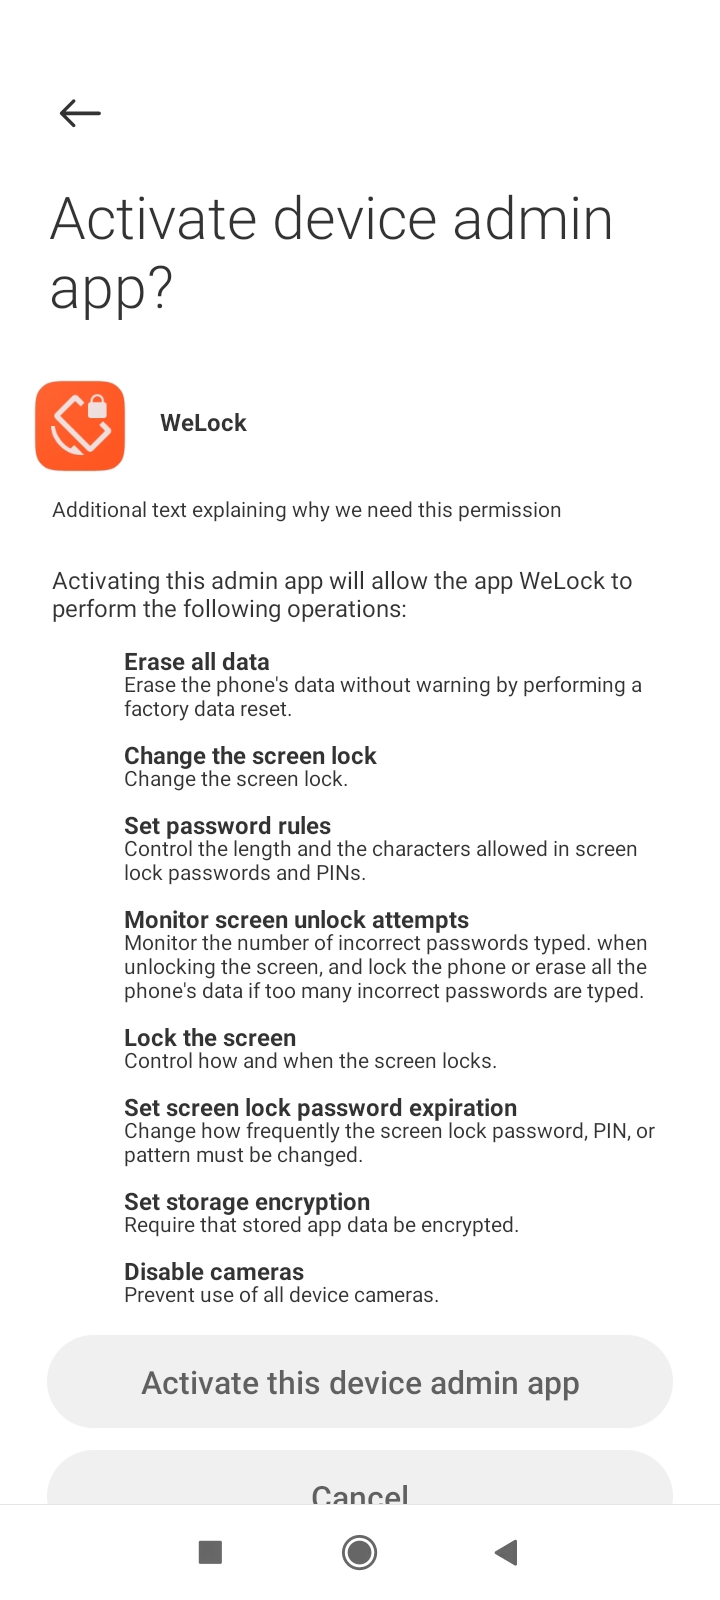 Activate device admin
app?
WeLock
Additional text explaining why we need this permission
Activating this admin app will allow the app WeLock to
perform the following operations:
Erase all data
Erase the phone's data without warning by performing a
factory data reset.
Change the screen lock
Change the screen lock.
Set password rules
Control the length and the characters allowed in screen
lock passwords and PINs.
Monitor screen unlock attempts
Monitor the number of incorrect passwords typed. when
unlocking the screen, and lock the phone or erase all the
phone's data if too many incorrect passwords are typed.
Lock the screen
Control how and when the screen locks.
Set screen lock password expiration
Change how frequently the screen lock password, PIN, or
pattern must be changed.
Set storage encryption
Require that stored app data be encrypted.
Disable cameras
Prevent use of all device cameras.
Activate this device admin app
Cancel